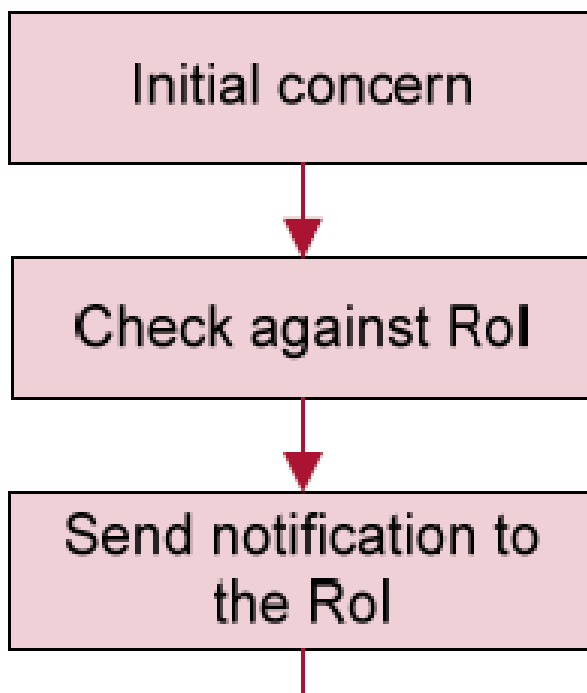 Initial concern
Check against RoI
Send notification to
the RoI